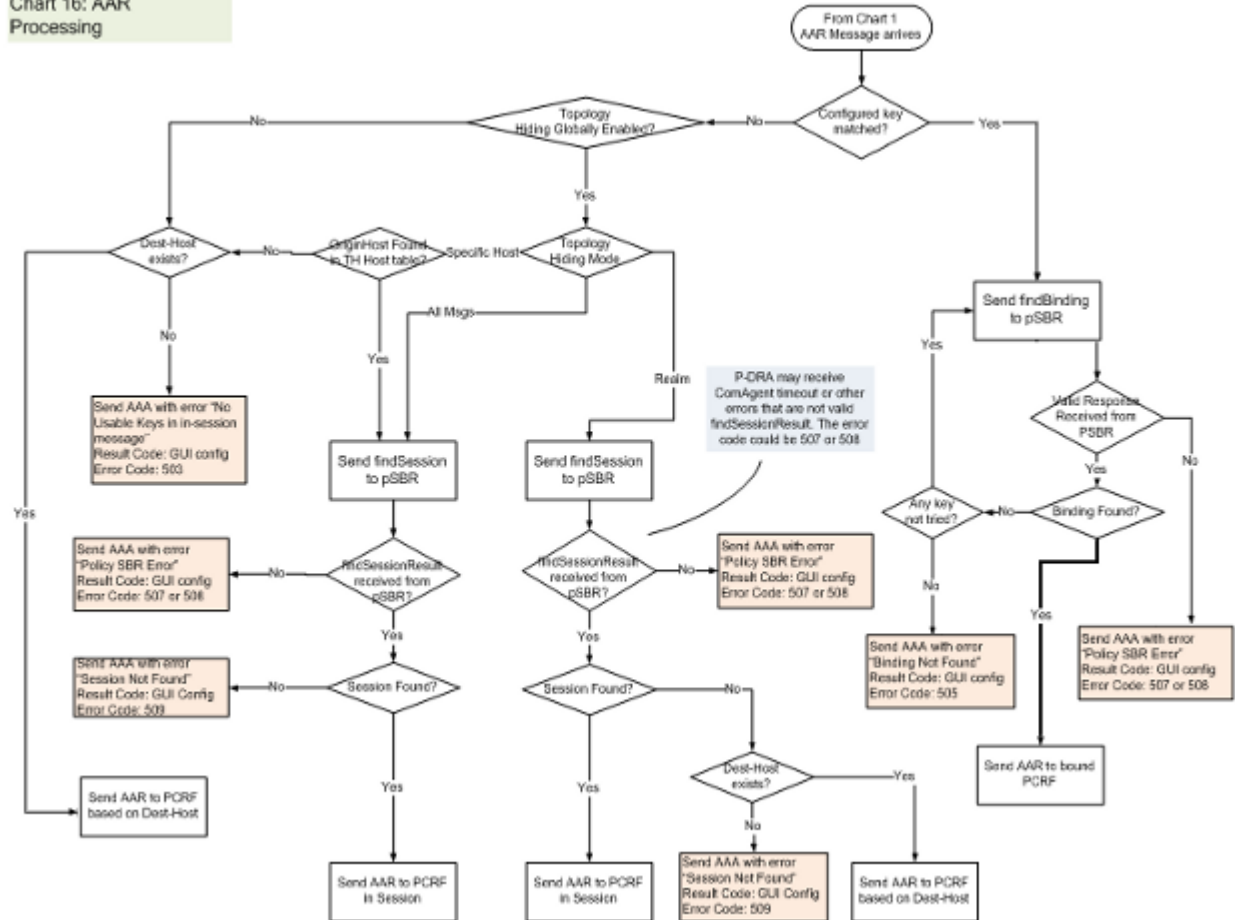 Chart 16: AAR
Processing
From Chart 1
AAR Message arrives
Configured key
matched?
No
Yes
Topology
Hiding Globally Enabled?
No
Yes
Dest-Host
exists?
No
OriginHost Found
in TH Host table?
Specific Host
Topology
Hiding Mode
All Msgs
No
Yes
Realm
Yes
Send findBinding
to pSBR
Yes
P-DRA may receive
ComAgent timeout or other
errors that are not valid
findSessionResult. The error
code could be 507 or 508
Valid Response
Received from
PSBR
Yes
No
Send AAA with error "No
Usable Keys in in-session
message"
Result Code: GUI config
Error Code: 503
Send findSession
to pSBR
Send findSession
to pSBR
Any key
not tried?
No
Binding Found?
No
Yes
Send AAA with error
"Policy SBR Error"
Result Code: GUI config
Error Code: 507 or 508
No
findSessionResult
received from
pSBR?
Yes
findSessionResult
received from
pSBR?
No
Yes
Send AAA with error
"Policy SBR Error"
Result Code: GUI config
Error Code: 507 or 508
Send AAA with error
"Binding Not Found"
Result Code: GUI config
Error Code: 505
Send AAA with error
"Policy SBR Error"
Result Code: GUI config
Error Code: 507 or 508
Send AAA with error
"Session Not Found"
Result Code: GUI Config
Error Code: 509
No
Session Found?
Yes
Session Found?
No
Yes
Send AAR to bound
PCRF
Dest-Host
exists?
Yes
No
Send AAR to PCRF
based on Dest-Host
Send AAR to PCRF
in Session
Send AAR to PCRF
in Session
Send AAA with error
"Session Not Found"
Result Code: GUI Config
Error Code: 509
Send AAR to PCRF
based on Dest-Host